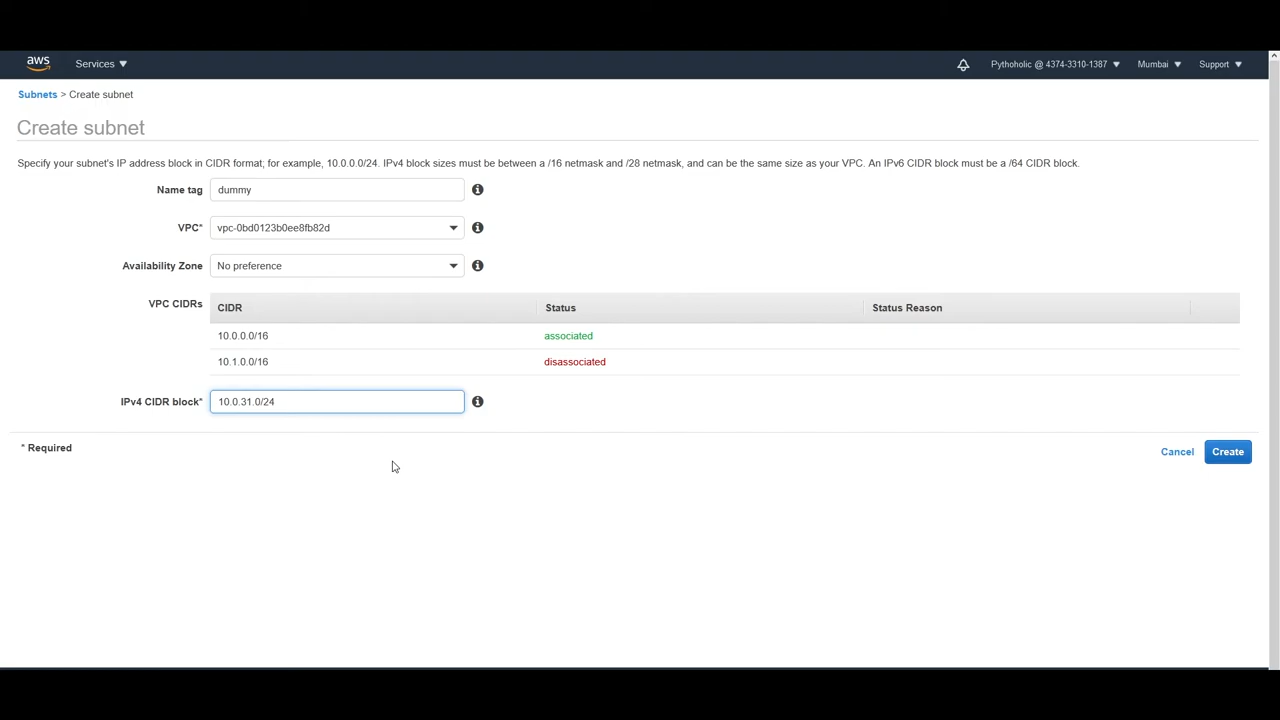 aws Services Pythoholic @ 4374-3310-1387 Mumbai Support
Subnets > Create subnet
Create subnet
Specify your subnet's IP address block in CIDR format; for example, 10.0.0.0/24. IPv4 block sizes must be between a /16 netmask and /28 netmask, and can be the same size as your VPC. An IPv6 CIDR block must be a /64 CIDR block.
Name tag dummy
VPC* vpc-0bd0123b0ee8fb82d
Availability Zone No preference
VPC CIDRs CIDR Status Status Reason
10.0.0.0/16 associated
10.1.0.0/16 disassociated
IPv4 CIDR block* 10.0.31.0/24
* Required Cancel Create